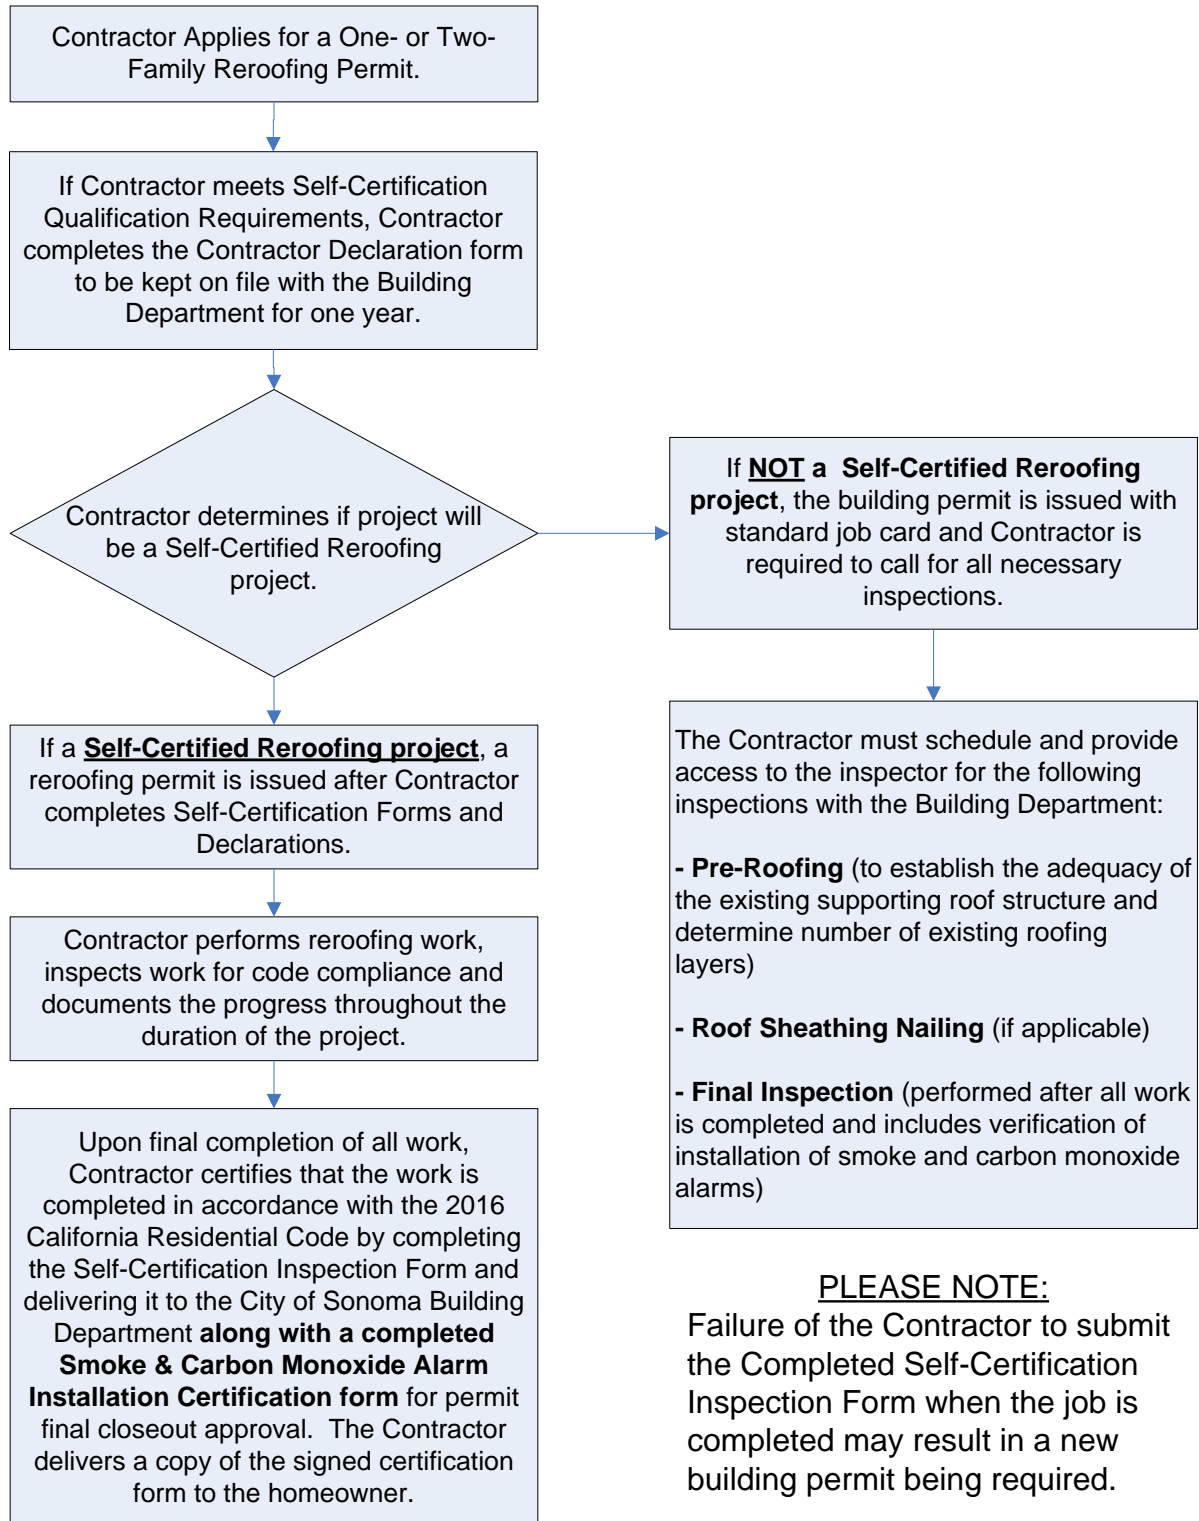 Contractor Applies for a One- or Two-
Family Reroofing Permit.
If Contractor meets Self-Certification
Qualification Requirements, Contractor
completes the Contractor Declaration form
to be kept on file with the Building
Department for one year.
Contractor determines if project will
be a Self-Certified Reroofing
project.
If NOT a  Self-Certified Reroofing
project, the building permit is issued with
standard job card and Contractor is
required to call for all necessary
inspections.
If a Self-Certified Reroofing project, a
reroofing permit is issued after Contractor
completes Self-Certification Forms and
Declarations.
Contractor performs reroofing work,
inspects work for code compliance and
documents the progress throughout the
duration of the project.
Upon final completion of all work,
Contractor certifies that the work is
completed in accordance with the 2016
California Residential Code by completing
the Self-Certification Inspection Form and
delivering it to the City of Sonoma Building
Department along with a completed
Smoke & Carbon Monoxide Alarm
Installation Certification form for permit
final closeout approval.  The Contractor
delivers a copy of the signed certification
form to the homeowner.
The Contractor must schedule and provide
access to the inspector for the following
inspections with the Building Department:
- Pre-Roofing (to establish the adequacy of
the existing supporting roof structure and
determine number of existing roofing
layers)
- Roof Sheathing Nailing (if applicable)
- Final Inspection (performed after all work
is completed and includes verification of
installation of smoke and carbon monoxide
alarms)
PLEASE NOTE:
Failure of the Contractor to submit
the Completed Self-Certification
Inspection Form when the job is
completed may result in a new
building permit being required.